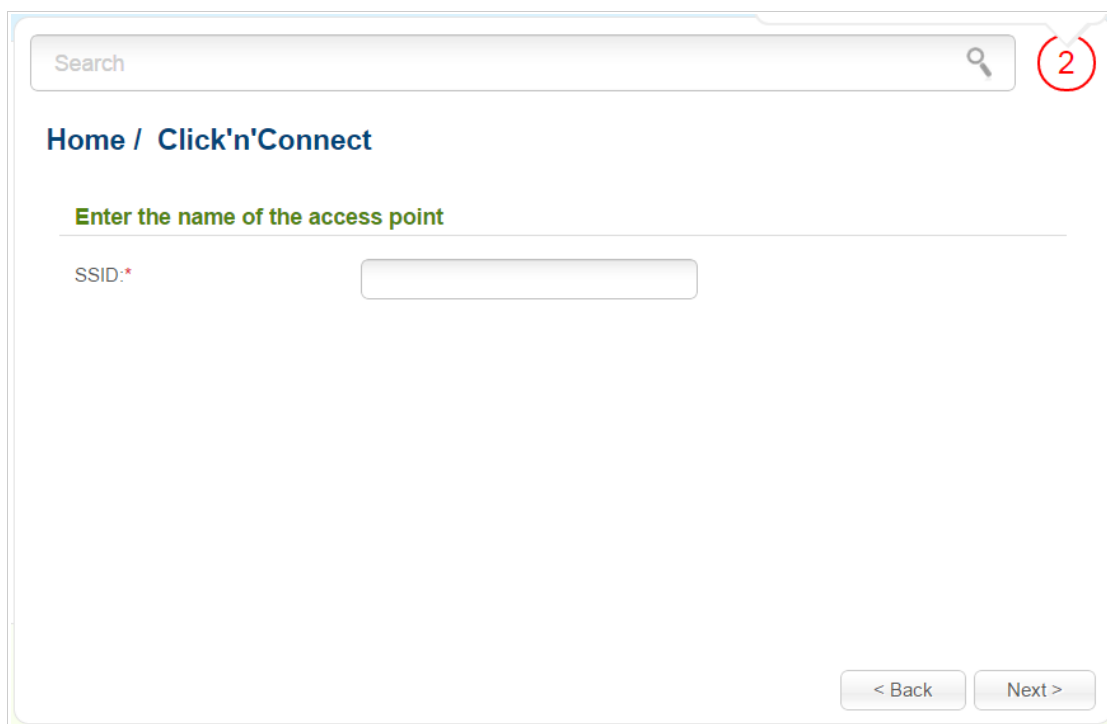 Search
2
Home / Click'n'Connect
Enter the name of the access point
SSID:*
< Back
Next >